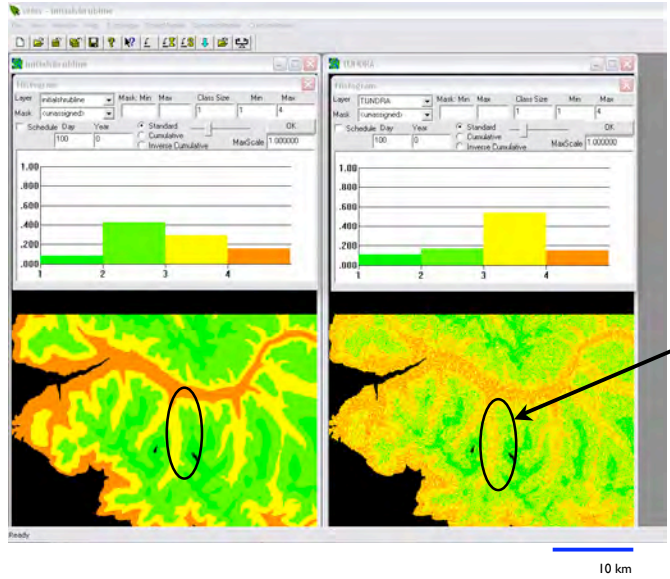 initialshrubline
TUNDRA
Histogram
Layer initialshrubline Mask: Min Max Class Size Min Max
1 1 4
Mask (unassigned)
Schedule Day Year Standard OK
100 0 Cumulative
Inverse Cumulative MaxScale 1.000000
1.00
.800
.600
.400
.200
.000
1 2 3 4
Histogram
Layer TUNDRA Mask: Min Max Class Size Min Max
1 1 4
Mask (unassigned)
Schedule Day Year Standard OK
100 0 Cumulative
Inverse Cumulative MaxScale 1.000000
1.00
.800
.600
.400
.200
.000
1 2 3 4
Ready
10 km